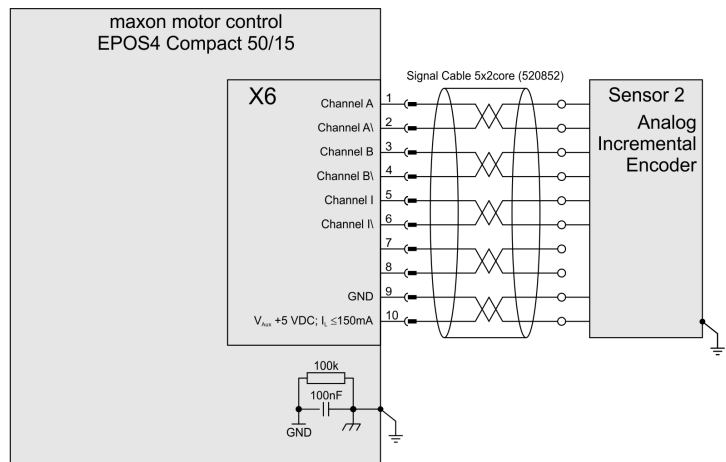 maxon motor control
EPOS4 Compact 50/15
Signal Cable 5x2core (520852)
X6
Sensor 2
Analog
Incremental
Encoder
Channel A 1
Channel A\ 2
Channel B 3
Channel B\ 4
Channel I 5
Channel I\ 6
7
8
GND 9
VAux +5 VDC; IL ≤150mA 10
100k
100nF
GND